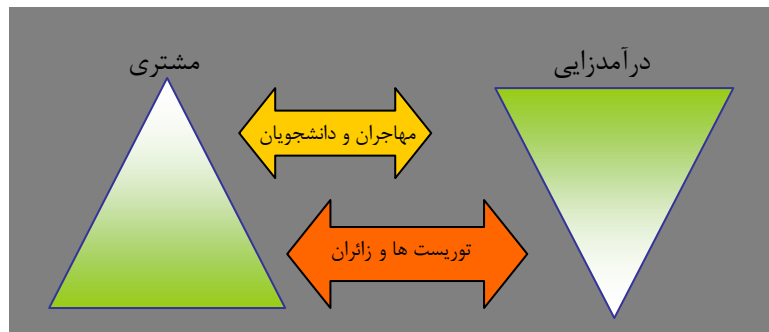 درآمدزایی
مشتری
مهاجران و دانشجویان
توریست ها و زائران